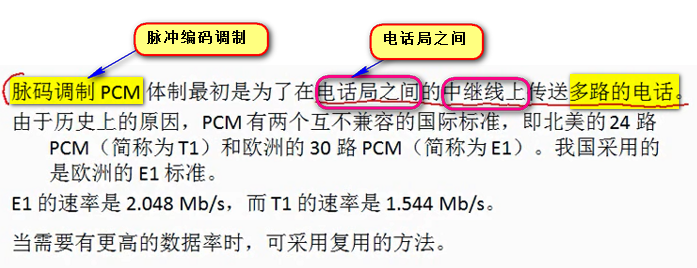 脉冲编码调制
电话局之间
脉码调制 PCM 体制最初是为了在电话局之间的中继线上传送多路的电话。
由于历史上的原因，PCM 有两个互不兼容的国际标准，即北美的 24 路
PCM（简称为 T1）和欧洲的 30 路 PCM（简称为 E1）。我国采用的
是欧洲的 E1 标准。
E1 的速率是 2.048 Mb/s，而 T1 的速率是 1.544 Mb/s。
当需要有更高的数据率时，可采用复用的方法。